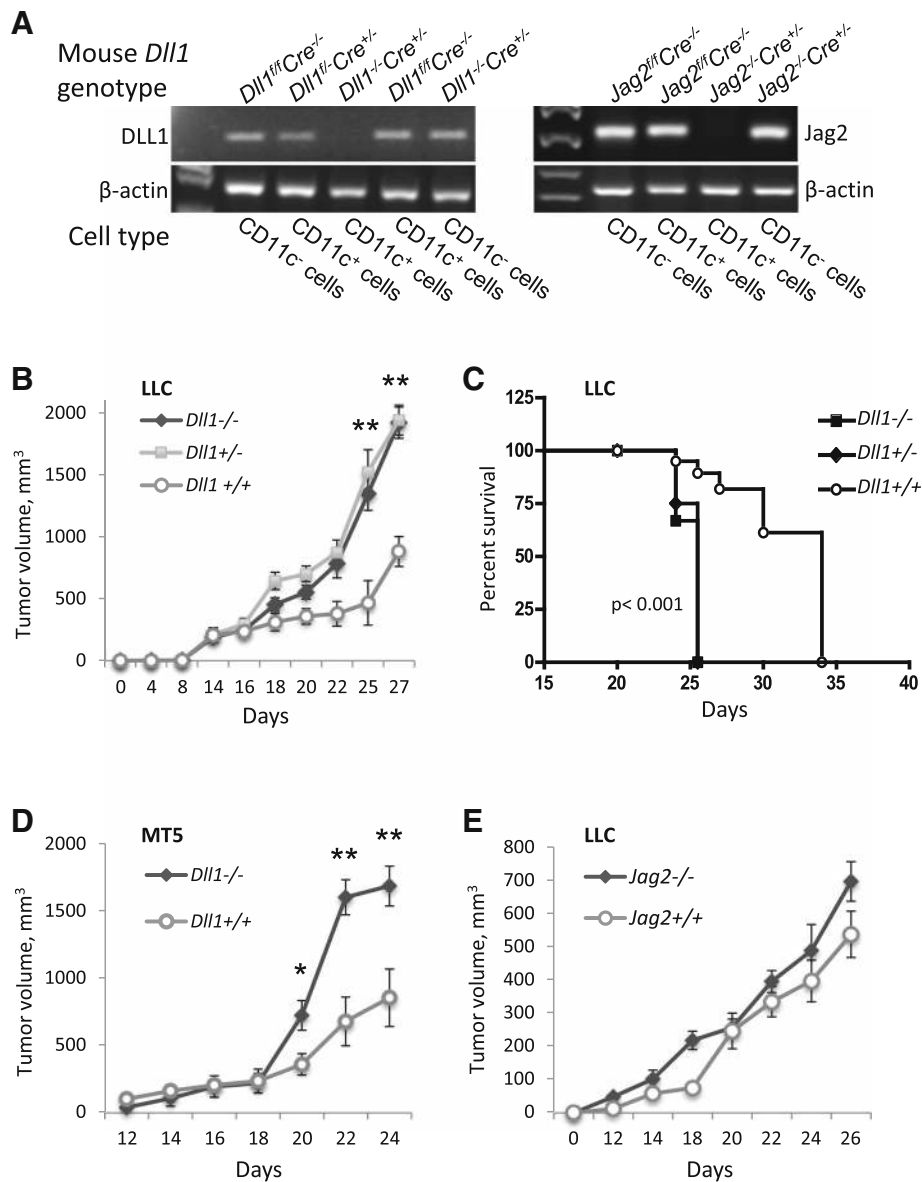 A
Mouse Dll1 genotype
Dll1f/fCre-/-
Dll1f/-Cre+/-
Dll1-/-Cre+/-
Dll1f/fCre-/-
Dll1-/-Cre+/-
DLL1
β-actin
Cell type
CD11c- cells
CD11c+ cells
CD11c+ cells
CD11c+ cells
CD11c- cells
Jag2f/fCre-/-
Jag2f/fCre-/-
Jag2-/-Cre+/-
Jag2-/-Cre+/-
Jag2
β-actin
CD11c- cells
CD11c+ cells
CD11c+ cells
CD11c- cells
B
LLC
Dll1-/-
Dll1+/-
Dll1 +/+
**
**
Tumor volume, mm3
2000
1500
1000
500
0
0 4 8 14 16 18 20 22 25 27
Days
C
LLC
Dll1-/-
Dll1+/-
Dll1+/+
Percent survival
125
100
75
50
25
0
p< 0.001
15 20 25 30 35 40
Days
D
MT5
Dll1-/-
Dll1+/+
*
**
**
Tumor volume, mm3
2000
1500
1000
500
0
12 14 16 18 20 22 24
Days
E
LLC
Jag2-/-
Jag2+/+
Tumor volume, mm3
800
700
600
500
400
300
200
100
0
0 12 14 18 20 22 24 26
Days